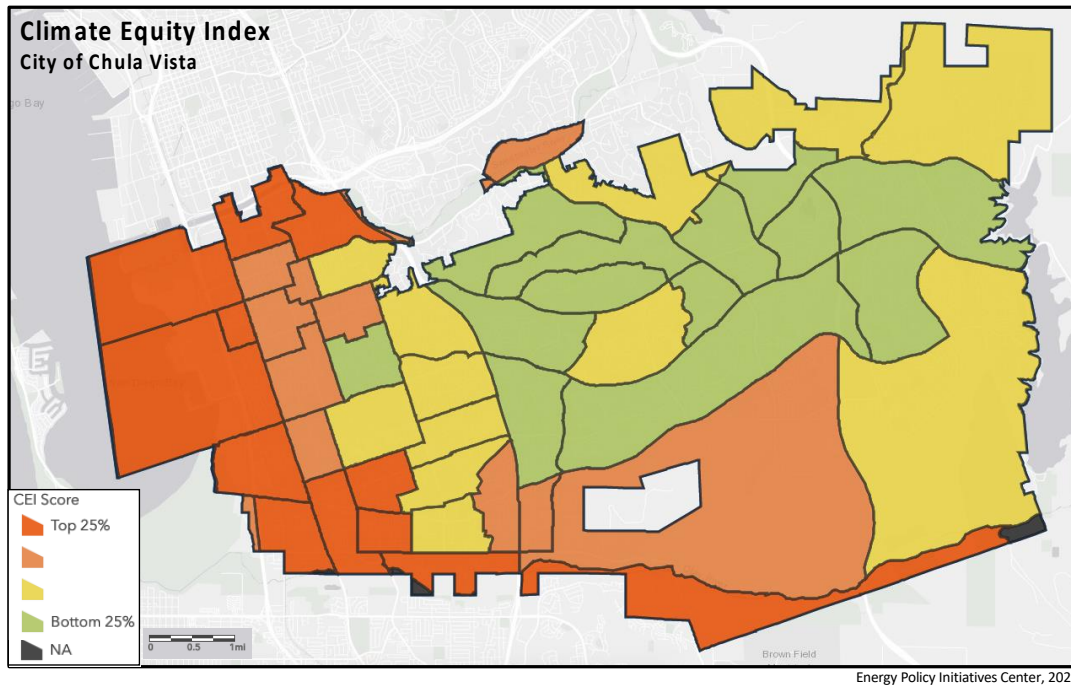 Climate Equity Index
City of Chula Vista
go Bay
CEI Score
Top 25%
Bottom 25%
NA
0 0.5 1mi
Brown Field
Energy Policy Initiatives Center, 202